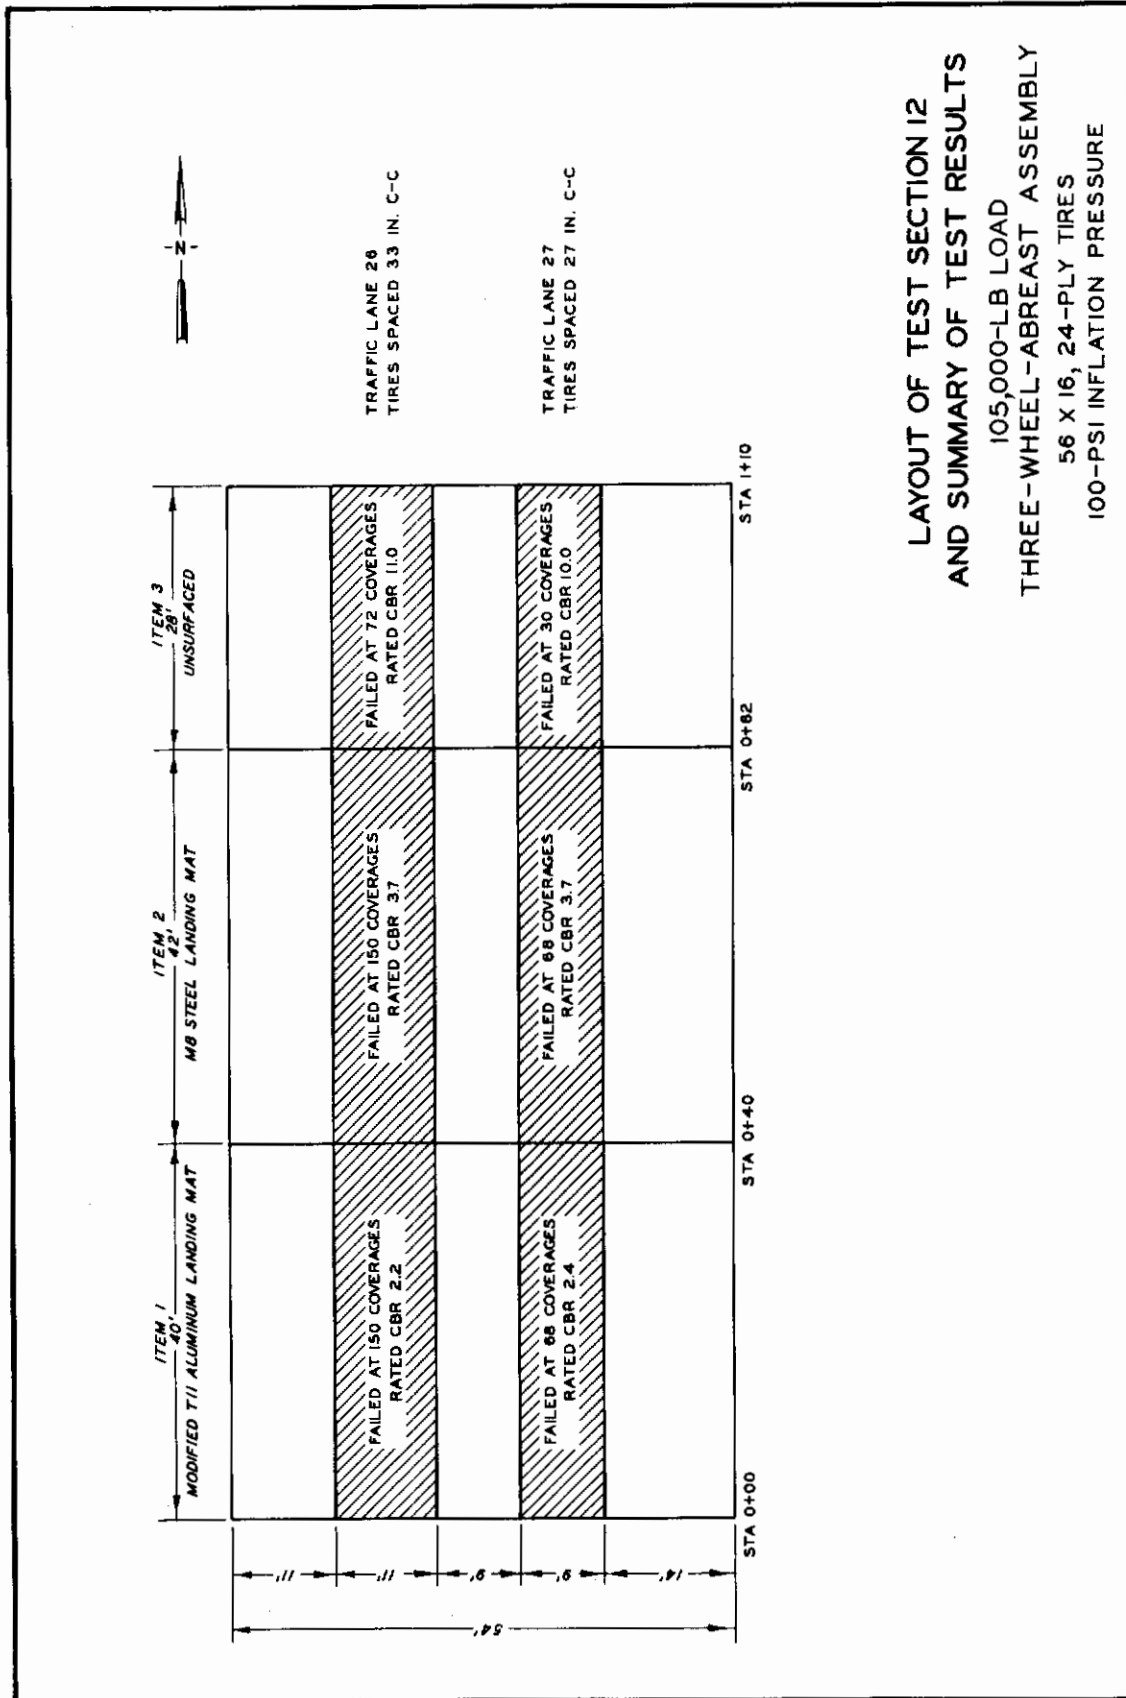 -N-
ITEM 1
40'
MODIFIED T11 ALUMINUM LANDING MAT
ITEM 2
42'
M8 STEEL LANDING MAT
ITEM 3
28'
UNSURFACED
54'
11'
11'
9'
9'
14'
FAILED AT 150 COVERAGES
RATED CBR 2.2
FAILED AT 150 COVERAGES
RATED CBR 3.7
FAILED AT 72 COVERAGES
RATED CBR 11.0
TRAFFIC LANE 26
TIRES SPACED 33 IN. C-C
FAILED AT 68 COVERAGES
RATED CBR 2.4
FAILED AT 68 COVERAGES
RATED CBR 3.7
FAILED AT 30 COVERAGES
RATED CBR 10.0
TRAFFIC LANE 27
TIRES SPACED 27 IN. C-C
STA 0+00
STA 0+40
STA 0+82
STA 1+10
LAYOUT OF TEST SECTION 12
AND SUMMARY OF TEST RESULTS
105,000-LB LOAD
THREE-WHEEL-ABREAST ASSEMBLY
56 X 16, 24-PLY TIRES
100-PSI INFLATION PRESSURE